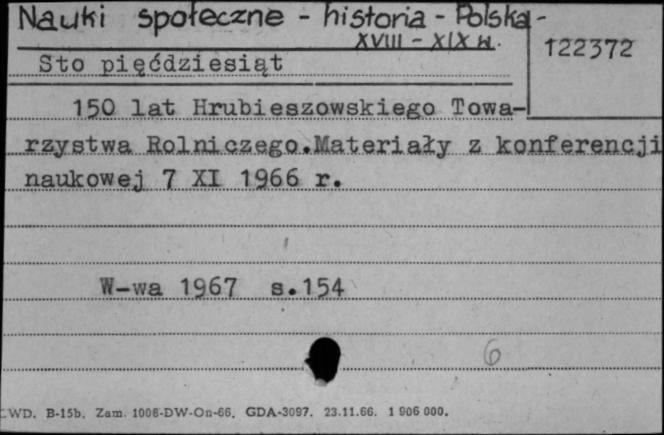 Nauki społeczne - historia - Polska -
XVIII - XIX w.
122372
Sto pięćdziesiąt
150 lat Hrubieszowskiego Towa-
rzystwa Rolniczego.Materiały z konferencji
naukowej 7 XI 1966 r.
W-wa 1967 s.154
6
CWD. B-15b. Zam. 1008-DW-On-66. GDA-3097. 23.11.66. 1 906 000.